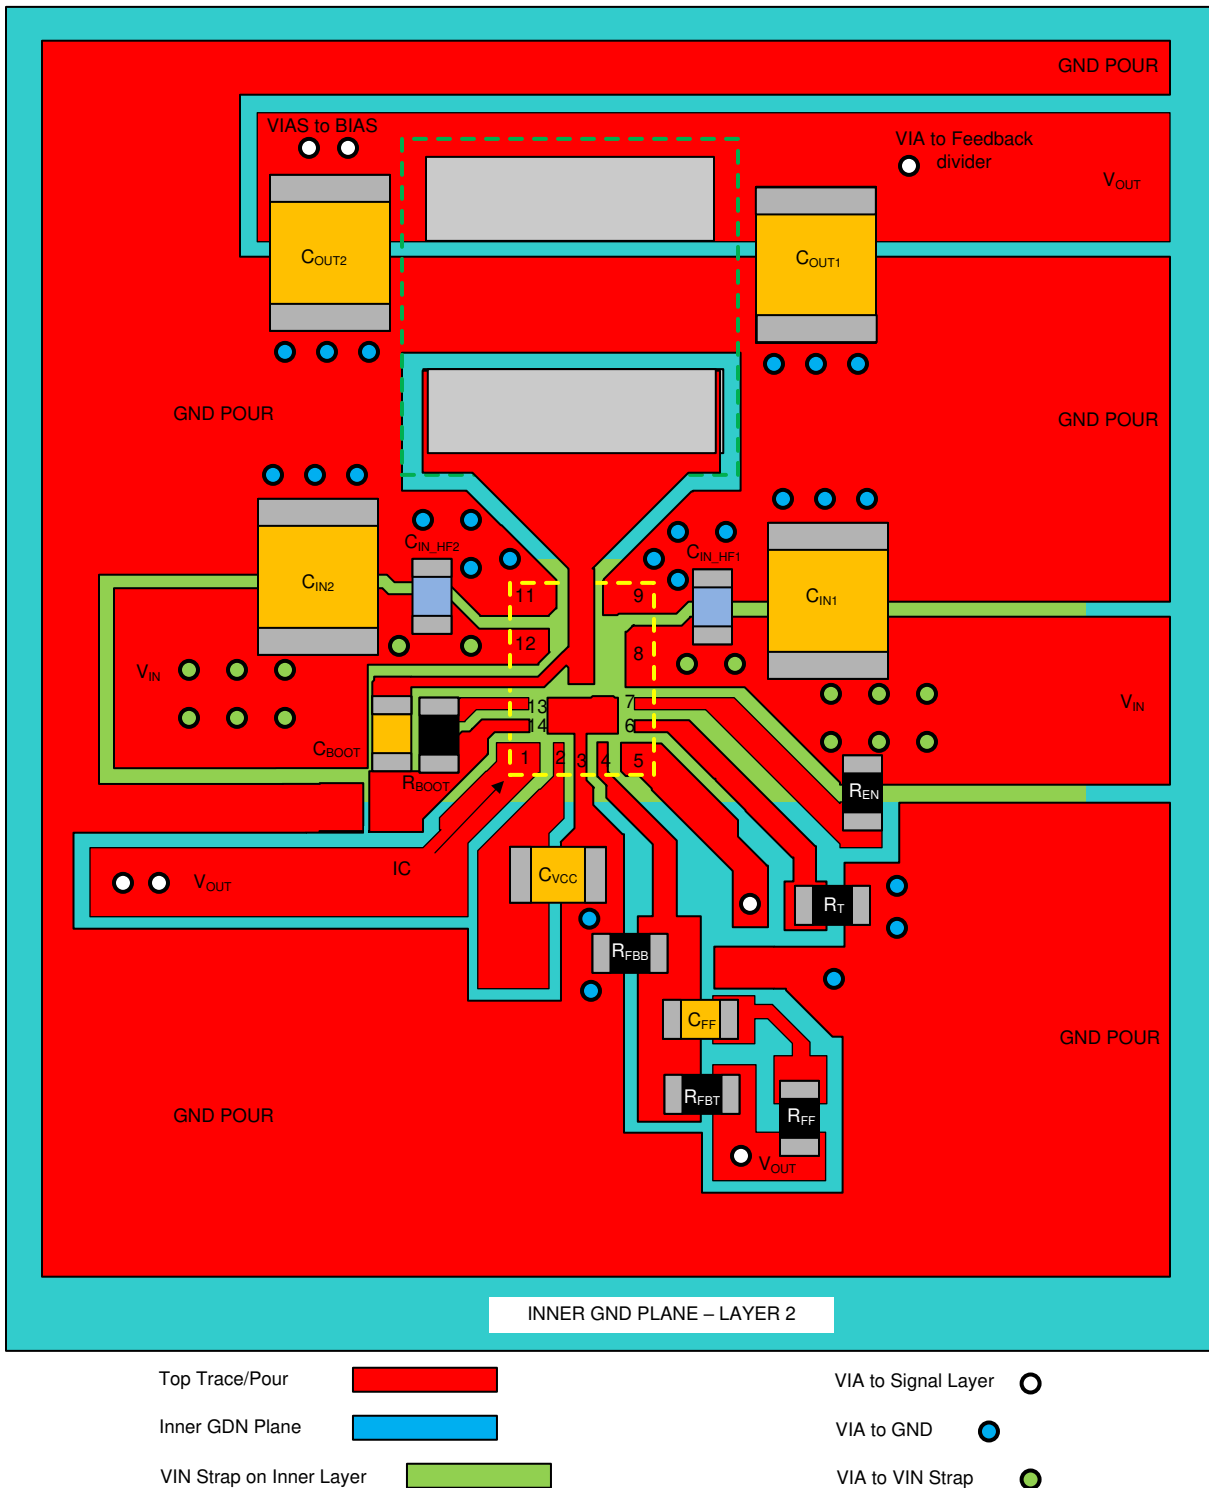 GND POUR
VIAS to BIAS
VIA to Feedback
divider
VOUT
COUT2
COUT1
GND POUR
GND POUR
CIN_HF2
CIN_HF1
CIN2
CIN1
11
9
12
8
VIN
VIN
13
7
14
6
CBOOT
RBOOT
1
2
3
4
5
REN
IC
CVCC
VOUT
RT
RFBB
CFF
GND POUR
RFBT
RFF
GND POUR
VOUT
INNER GND PLANE – LAYER 2
Top Trace/Pour
VIA to Signal Layer
Inner GDN Plane
VIA to GND
VIN Strap on Inner Layer
VIA to VIN Strap